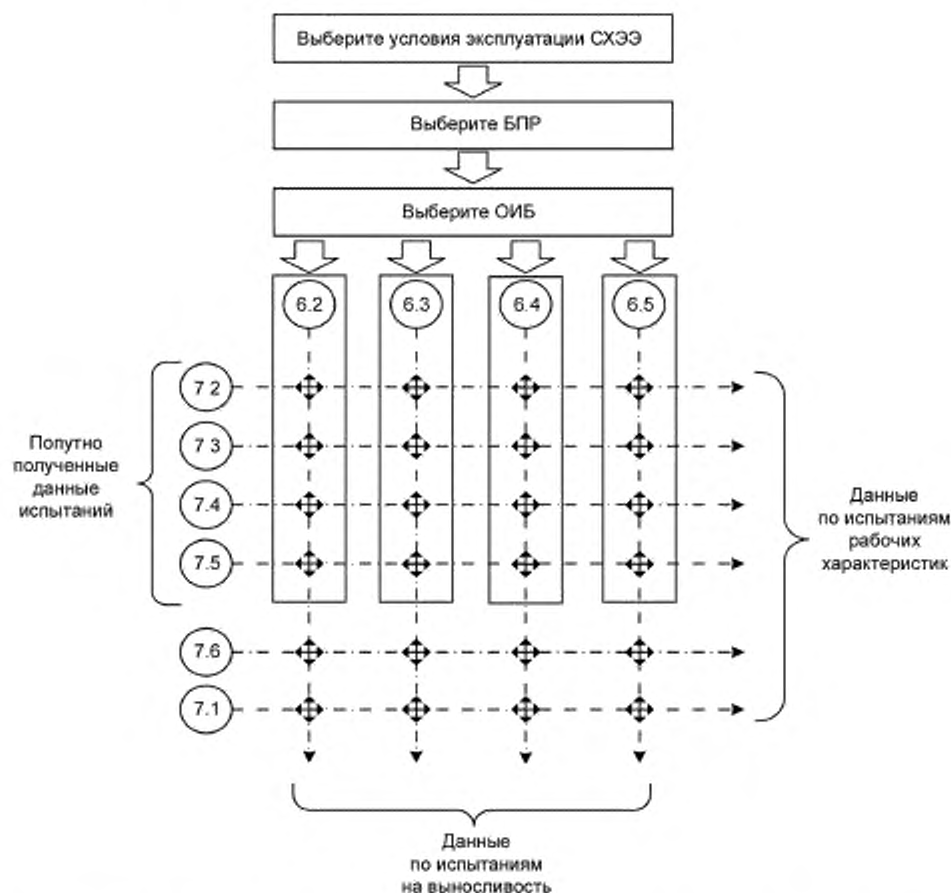 Выберите условия эксплуатации СХЭЭ
Выберите БПР
Выберите ОИБ
6.2 6.3 6.4 6.5
7 2
7 3
7.4
7.5
7.6
7.1
Попутно
полученные
данные
испытаний
Данные
по испытаниям
рабочих
характеристик
Данные
по испытаниям
на выносливость